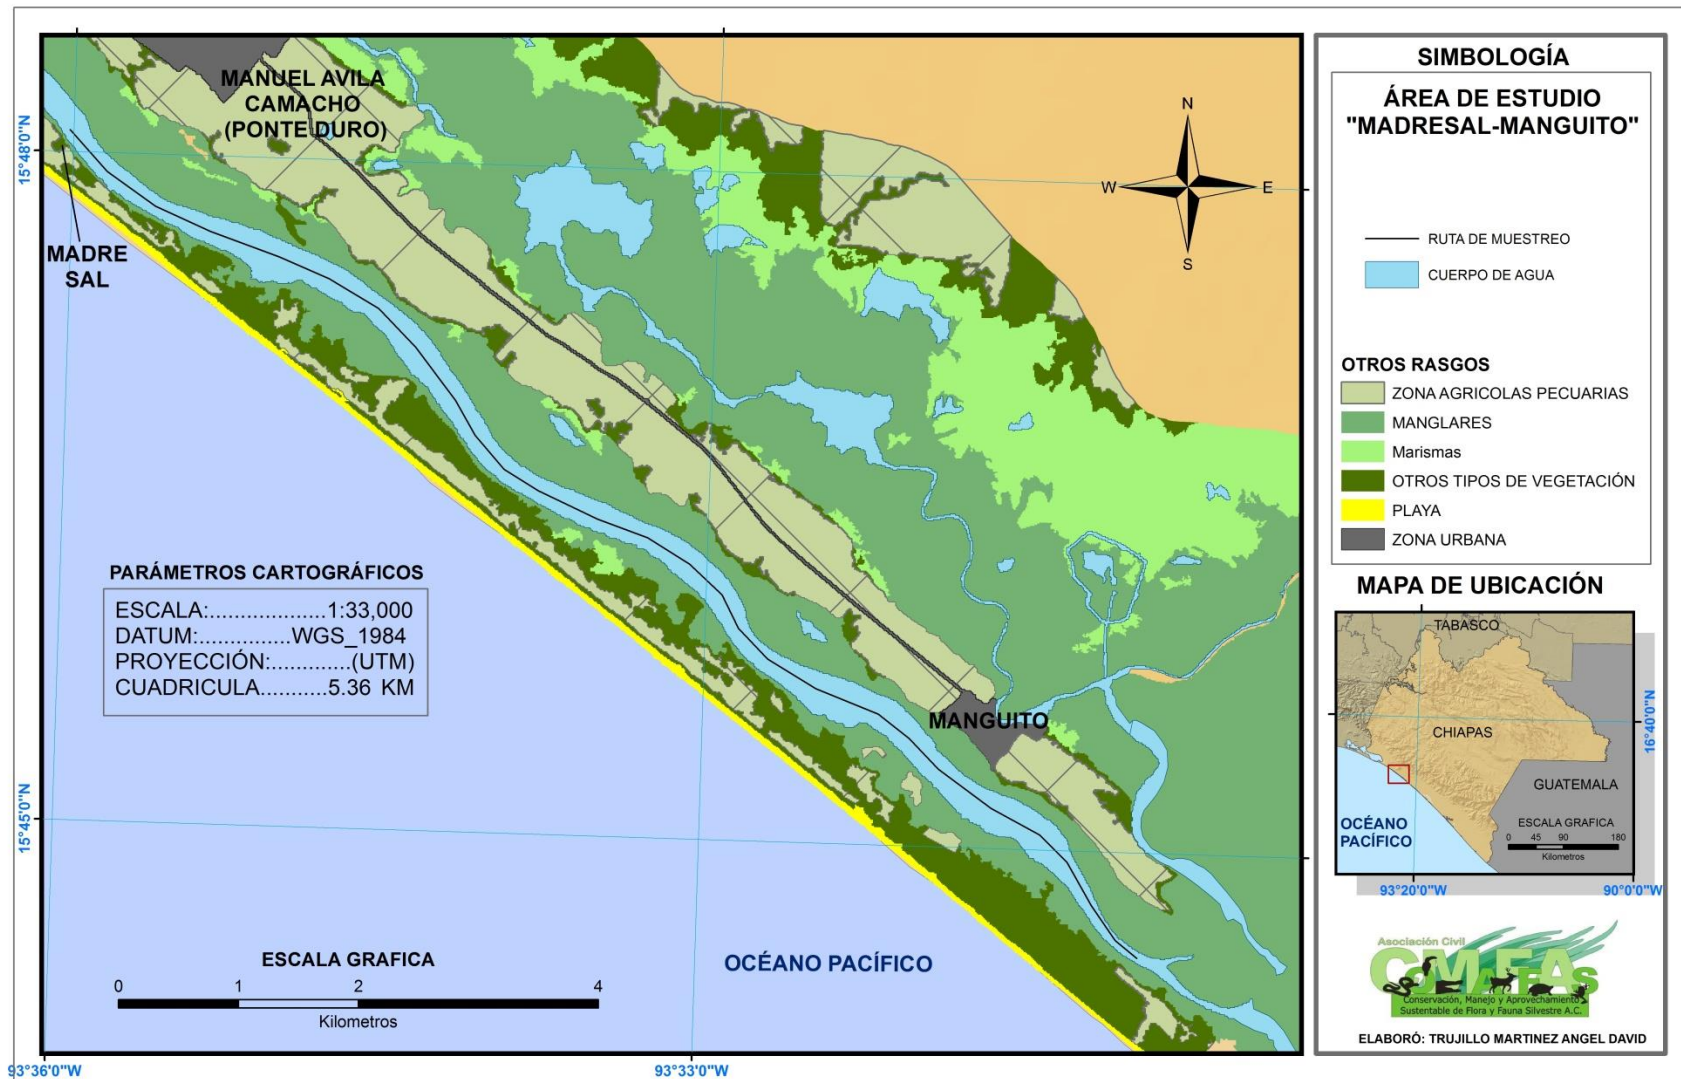 MANUEL AVILA
CAMACHO
(PONTE DURO)
MADRE
SAL
MANGUITO
OCÉANO PACÍFICO
N
W
E
S
15°48'0"N
15°45'0"N
93°36'0"W
93°33'0"W
PARÁMETROS CARTOGRÁFICOS
ESCALA:...................1:33,000
DATUM:...............WGS_1984
PROYECCIÓN:.............(UTM)
CUADRICULA...........5.36 KM
ESCALA GRAFICA
0 1 2 4
Kilometros
SIMBOLOGÍA
ÁREA DE ESTUDIO
"MADRESAL-MANGUITO"
RUTA DE MUESTREO
CUERPO DE AGUA
OTROS RASGOS
ZONA AGRICOLAS PECUARIAS
MANGLARES
Marismas
OTROS TIPOS DE VEGETACIÓN
PLAYA
ZONA URBANA
MAPA DE UBICACIÓN
TABASCO
CHIAPAS
GUATEMALA
OCÉANO
PACÍFICO
ESCALA GRAFICA
0 45 90 180
Kilometros
16°40'0"N
93°20'0"W
90°0'0"W
Asociación Civil
COMAFFAS
Conservación, Manejo y Aprovechamiento
Sustentable de Flora y Fauna Silvestre A.C.
ELABORÓ: TRUJILLO MARTINEZ ANGEL DAVID